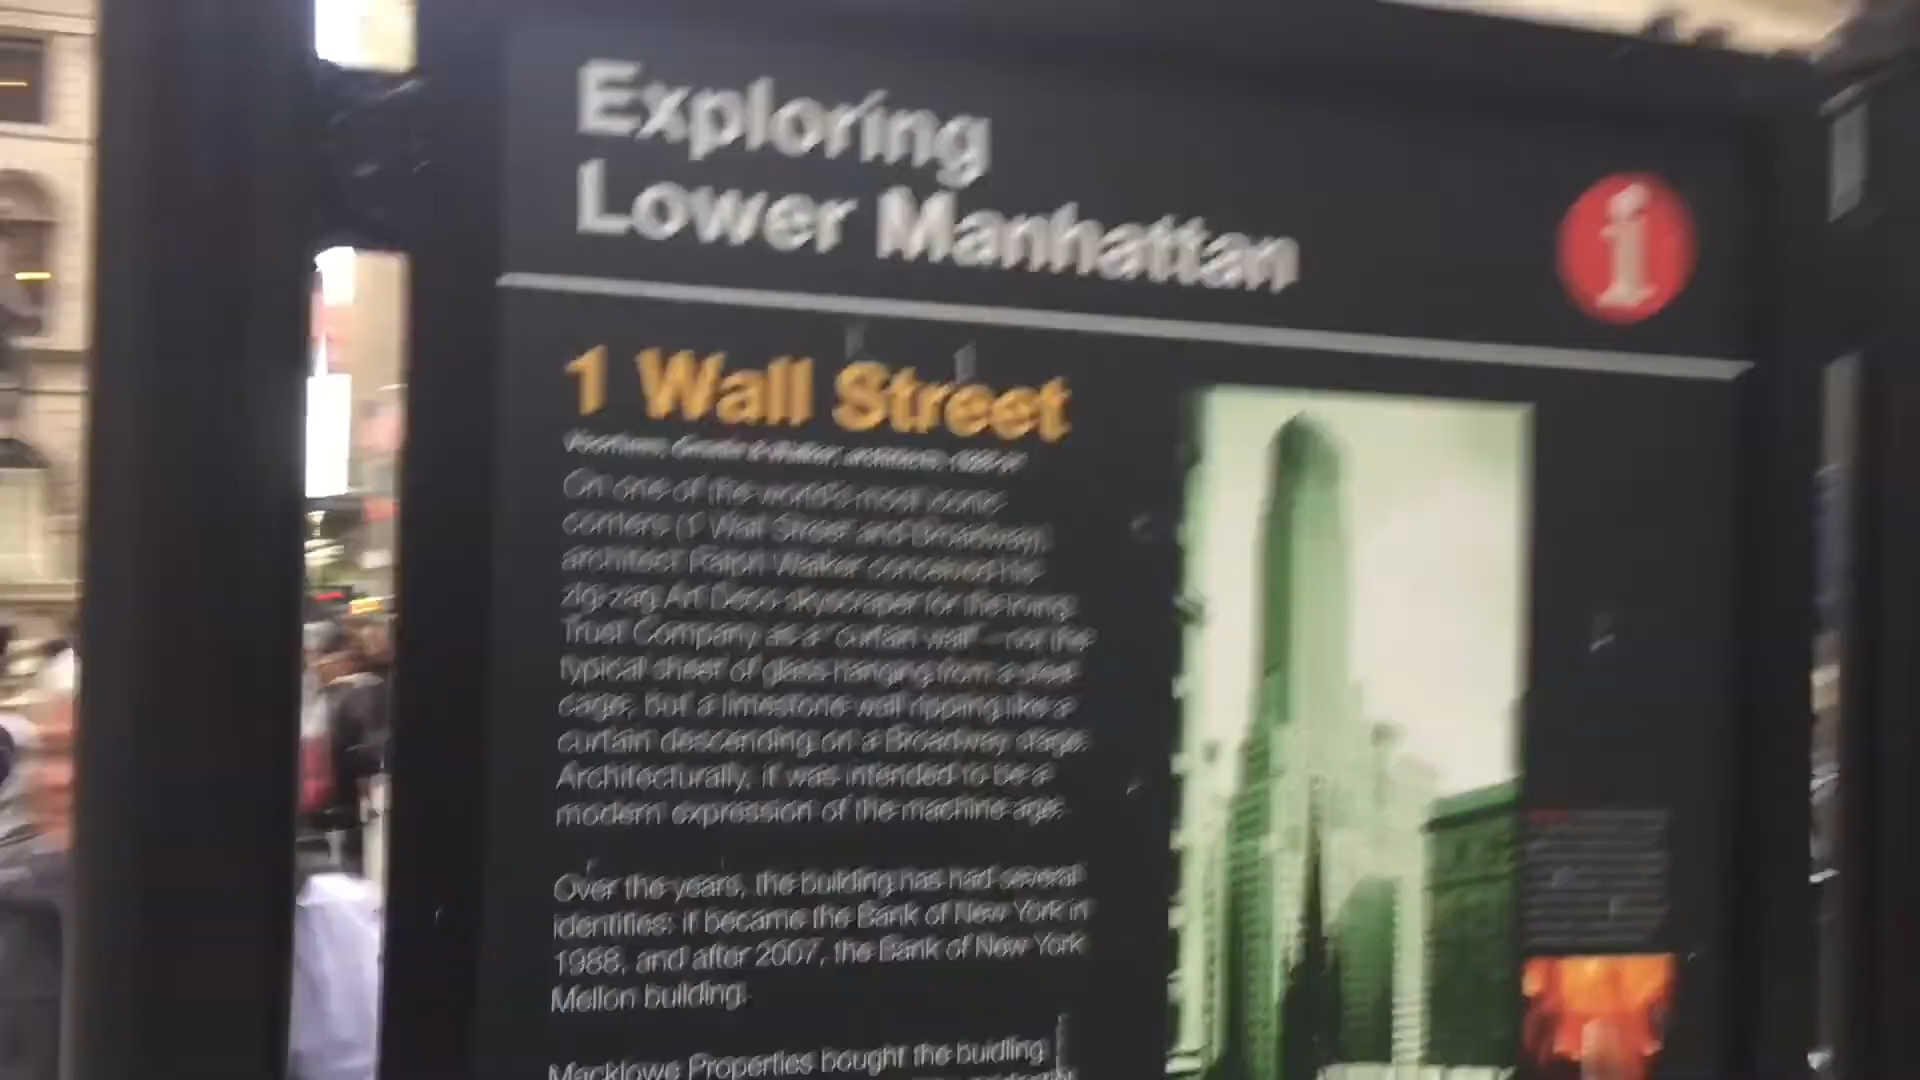 Exploring
Lower Manhattan
i
1 Wall Street
On one of the world's most iconic
corners (1 Wall Street and Broadway),
architect Ralph Walker conceived his
zig-zag Art Deco skyscraper for the Irving
Trust Company as a "curtain wall"—not the
typical sheet of glass hanging from a steel
cage, but a limestone wall rippling like a
curtain descending on a Broadway stage.
Architecturally, it was intended to be a
modern expression of the machine age.
Over the years, the building has had several
identities: it became the Bank of New York in
1988, and after 2007, the Bank of New York
Mellon building.
Macklowe Properties bought the buidling